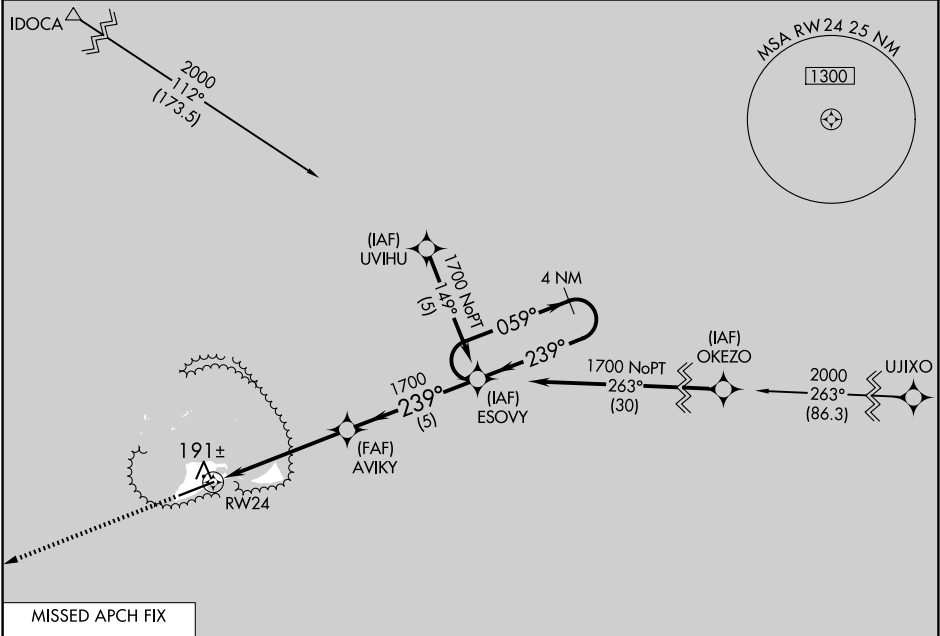 IDOCA
2000
112°
(173.5)
MSA RW 24 25 NM
1300
(IAF)
UVIHU
1700 NoPT
149°
(5)
4 NM
059°
239°
(IAF)
OKEZO
UJIXO
1700 NoPT
263°
(30)
2000
263°
(86.3)
1700
239°
(5)
(IAF)
ESOVY
(FAF)
AVIKY
191±
RW24
MISSED APCH FIX